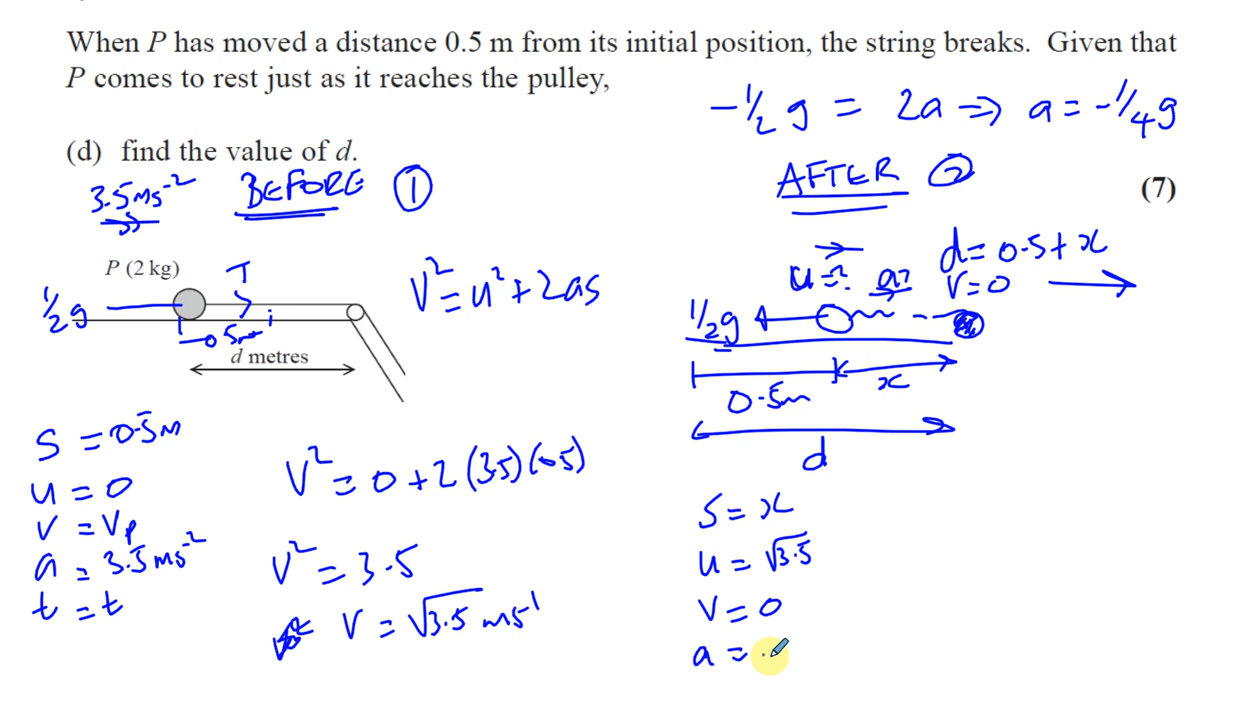 When P has moved a distance 0.5 m from its initial position, the string breaks. Given that
P comes to rest just as it reaches the pulley,
-½g = 2a ⇒ a = -¼g
(d) find the value of d.
(7)
3.5ms⁻²
BEFORE ①
AFTER ②
P (2 kg)
T
½g
0.5m
d metres
V² = u² + 2as
d = 0.5 + x
u = ?
a?
V = 0
½g
0.5m
x
d
S = 0.5m
u = 0
v = Vp
a = 3.5ms⁻²
t = t
V² = 0 + 2(3.5)(0.5)
V² = 3.5
V = √3.5 ms⁻¹
S = x
u = √3.5
V = 0
a =